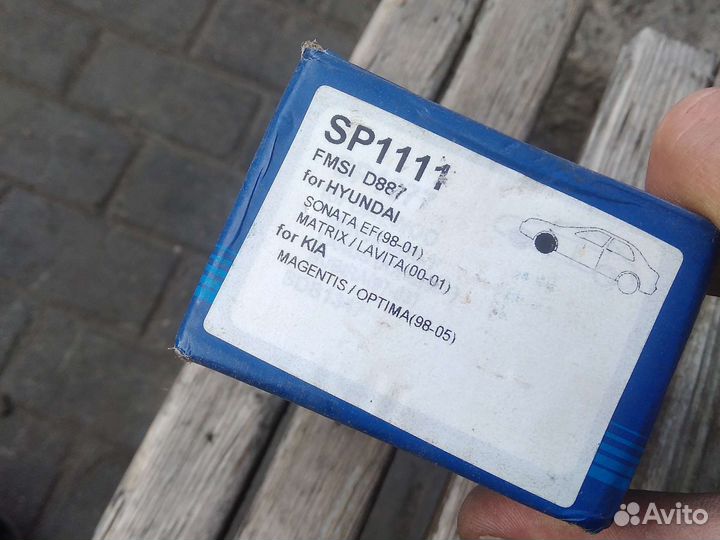 SP1111
FMSI D887
for HYUNDAI
SONATA EF(98-01)
MATRIX / LAVITA(00-01)
for KIA
MAGENTIS / OPTIMA(98-05)
Avito